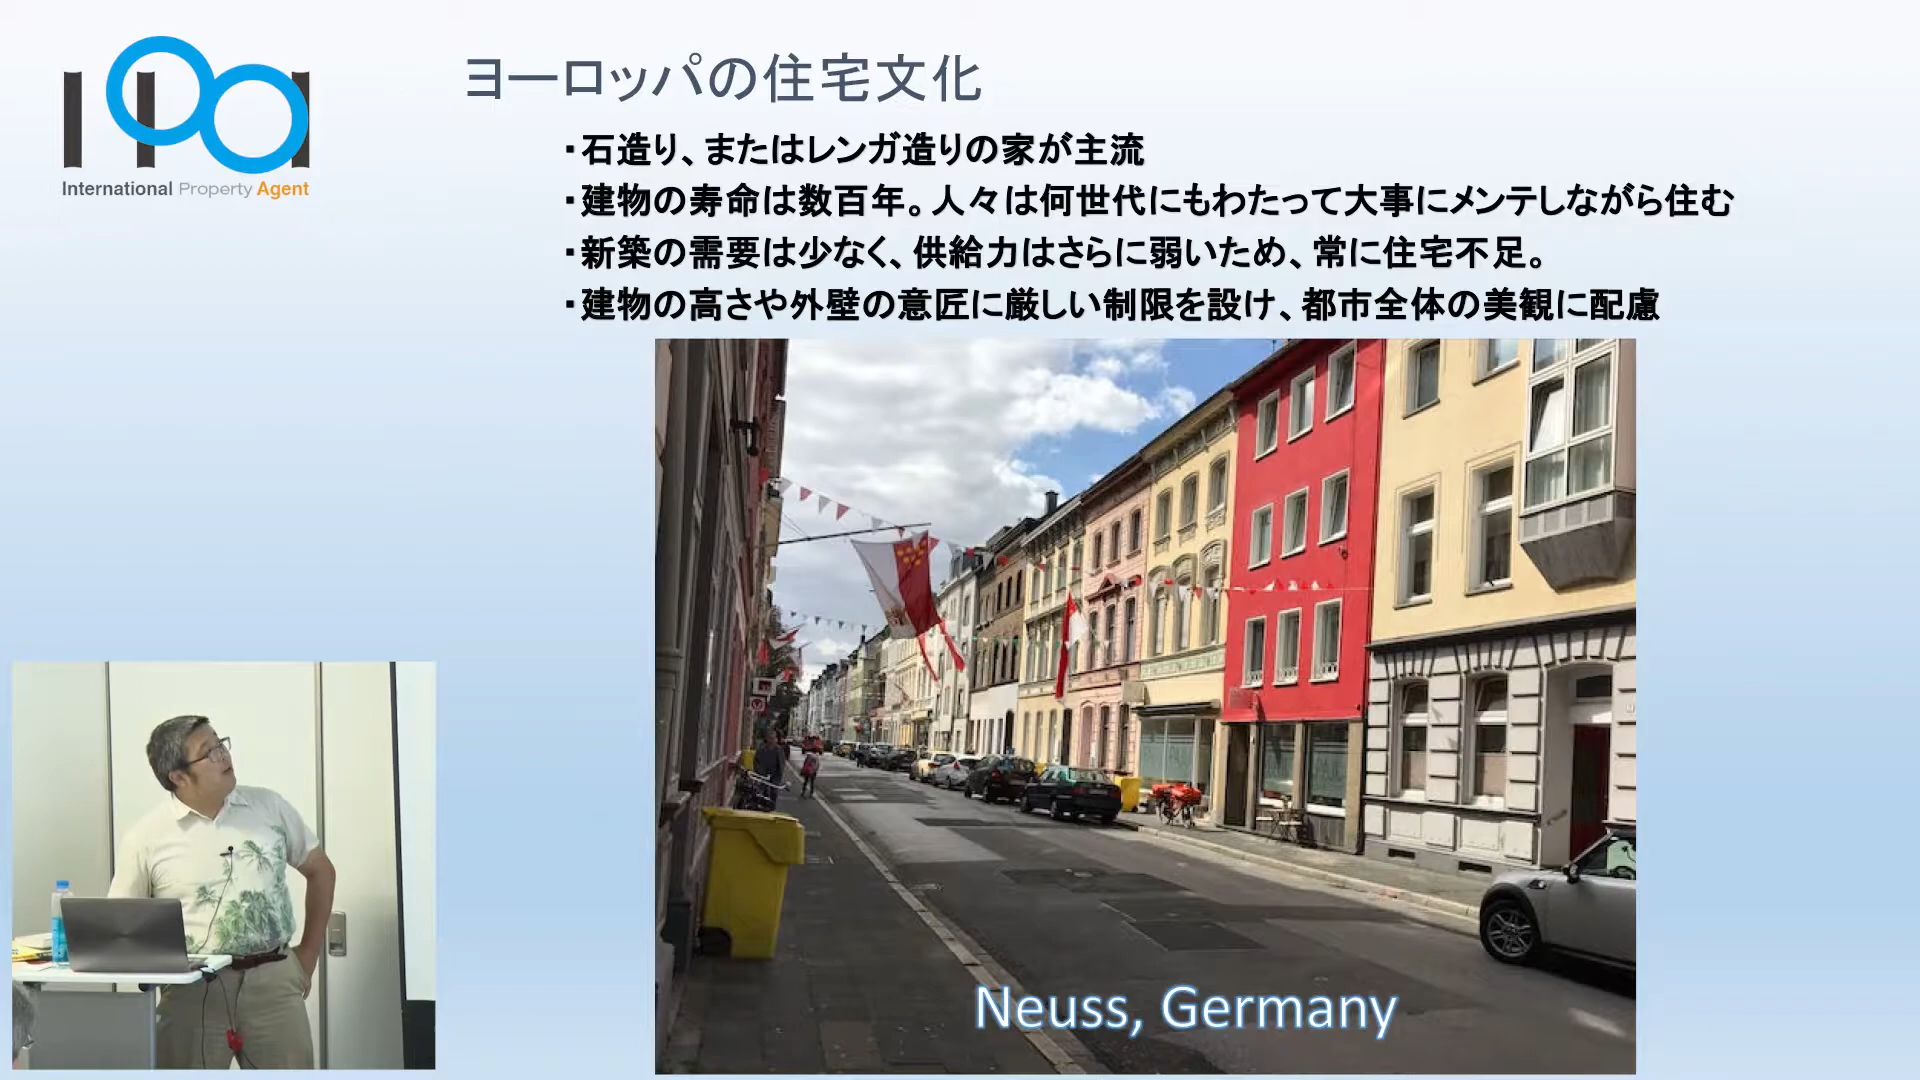 IPa
International Property Agent
ヨーロッパの住宅文化
・石造り、またはレンガ造りの家が主流
・建物の寿命は数百年。人々は何世代にもわたって大事にメンテしながら住む
・新築の需要は少なく、供給力はさらに弱いため、常に住宅不足。
・建物の高さや外壁の意匠に厳しい制限を設け、都市全体の美観に配慮
Neuss, Germany